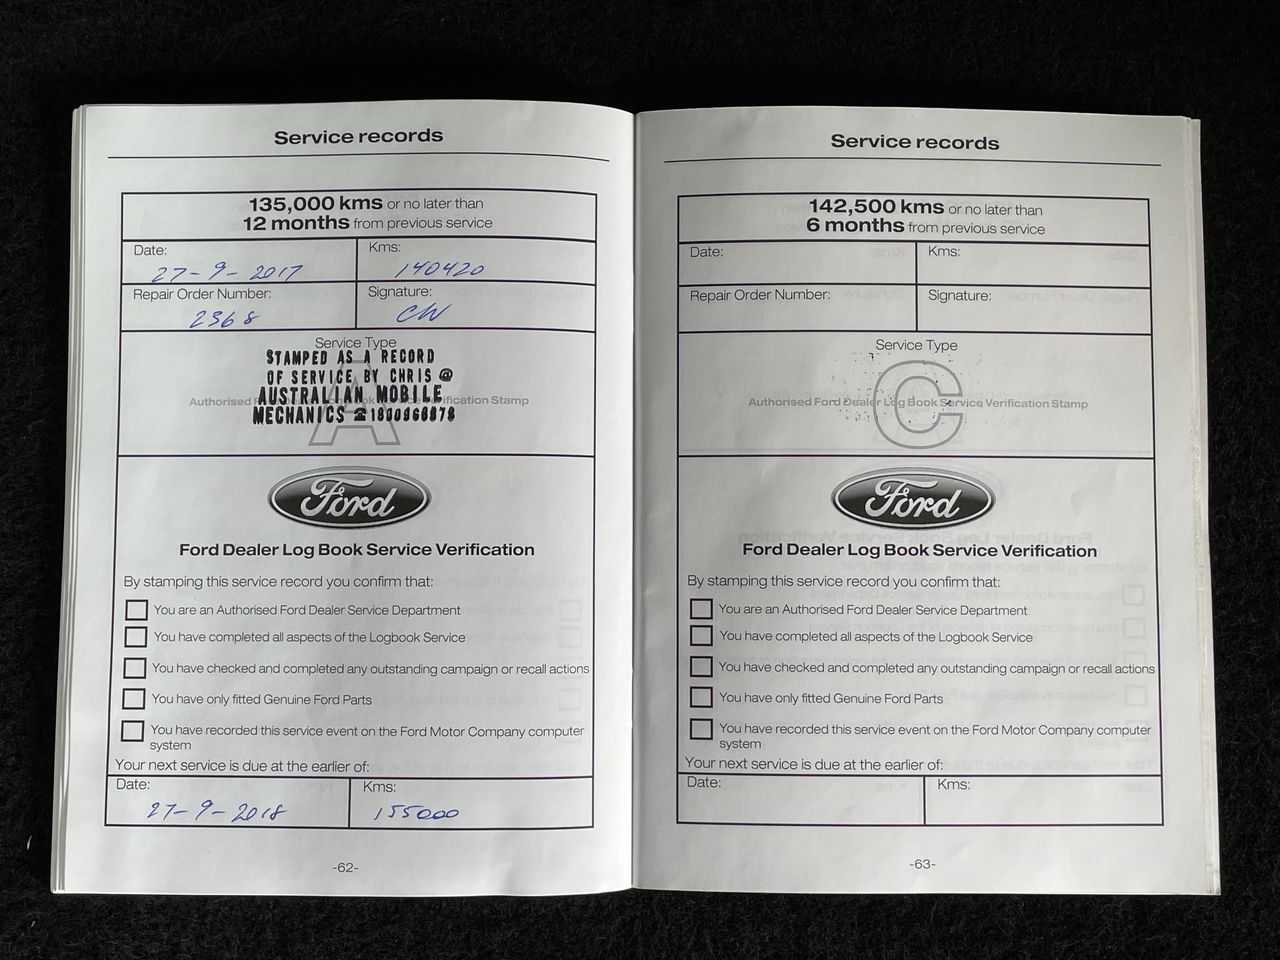 Service records
135,000 kms or no later than
12 months from previous service
Date:
27-9-2017
Kms:
140420
Repair Order Number:
2368
Signature:
CW
Service Type
STAMPED AS A RECORD
OF SERVICE BY CHRIS @
AUSTRALIAN MOBILE
MECHANICS ☎
A
Ford
Ford Dealer Log Book Service Verification
By stamping this service record you confirm that:
You are an Authorised Ford Dealer Service Department
You have completed all aspects of the Logbook Service
You have checked and completed any outstanding campaign or recall actions
You have only fitted Genuine Ford Parts
You have recorded this service event on the Ford Motor Company computer
system
Your next service is due at the earlier of:
Date:
27-9-2018
Kms:
155000
-62-
Service records
142,500 kms or no later than
6 months from previous service
Date:
Kms:
Repair Order Number:
Signature:
Service Type
C
Authorised Ford Dealer Log Book Service Verification Stamp
Ford
Ford Dealer Log Book Service Verification
By stamping this service record you confirm that:
You are an Authorised Ford Dealer Service Department
You have completed all aspects of the Logbook Service
You have checked and completed any outstanding campaign or recall actions
You have only fitted Genuine Ford Parts
You have recorded this service event on the Ford Motor Company computer
system
Your next service is due at the earlier of:
Date:
Kms:
-63-